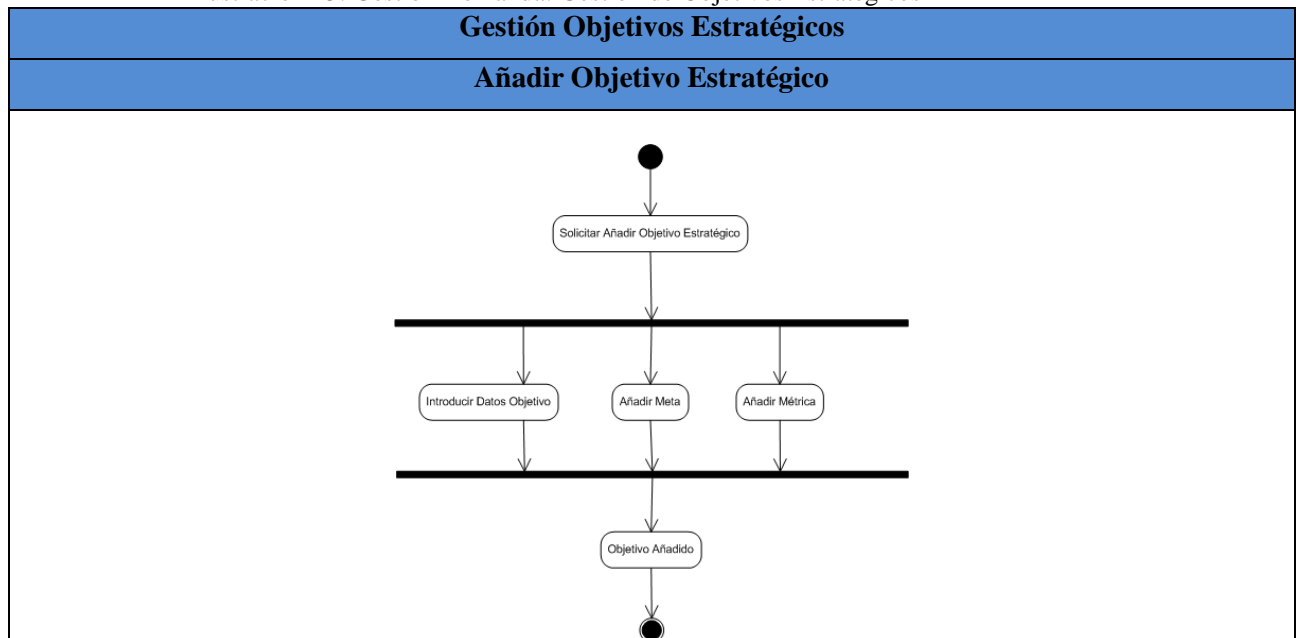 Gestión Objetivos Estratégicos
Añadir Objetivo Estratégico
Solicitar Añadir Objetivo Estratégico
Introducir Datos Objetivo
Añadir Meta
Añadir Métrica
Objetivo Añadido